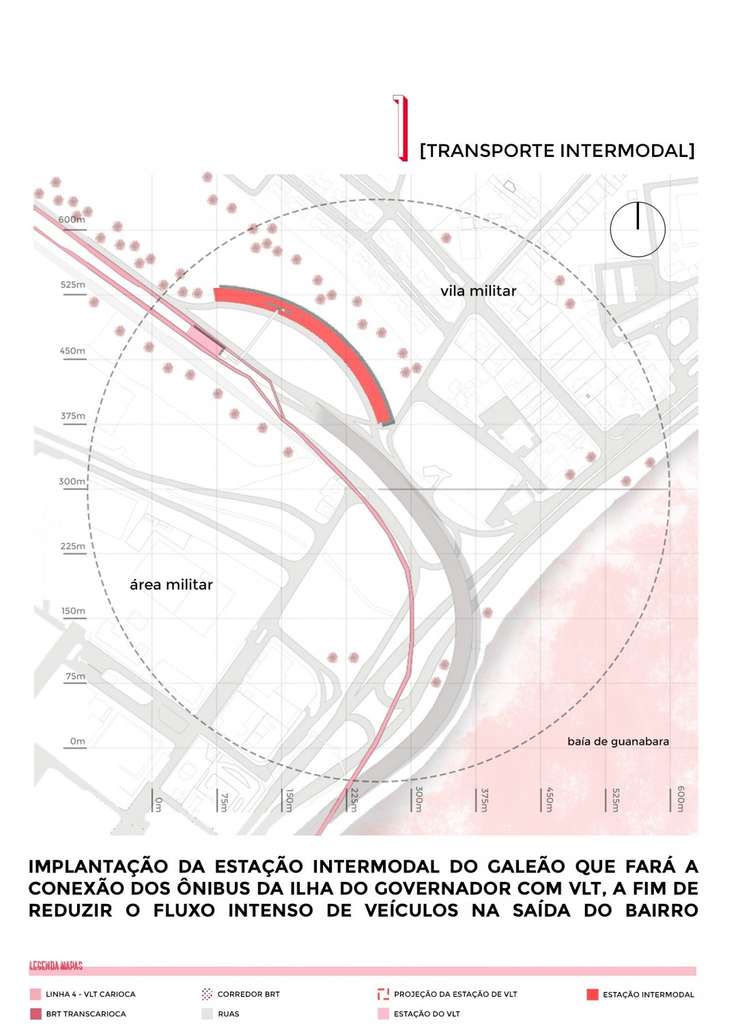 1
[TRANSPORTE INTERMODAL]
600m
525m
450m
375m
300m
225m
150m
75m
0m
vila militar
área militar
baía de guanabara
0m
75m
150m
225m
300m
375m
450m
525m
600m
IMPLANTAÇÃO DA ESTAÇÃO INTERMODAL DO GALEÃO QUE FARÁ A
CONEXÃO DOS ÔNIBUS DA ILHA DO GOVERNADOR COM VLT, A FIM DE
REDUZIR O FLUXO INTENSO DE VEÍCULOS NA SAÍDA DO BAIRRO
LEGENDA MAPAS
LINHA 4 - VLT CARIOCA
CORREDOR BRT
PROJEÇÃO DA ESTAÇÃO DE VLT
ESTAÇÃO INTERMODAL
BRT TRANSCARIOCA
RUAS
ESTAÇÃO DO VLT